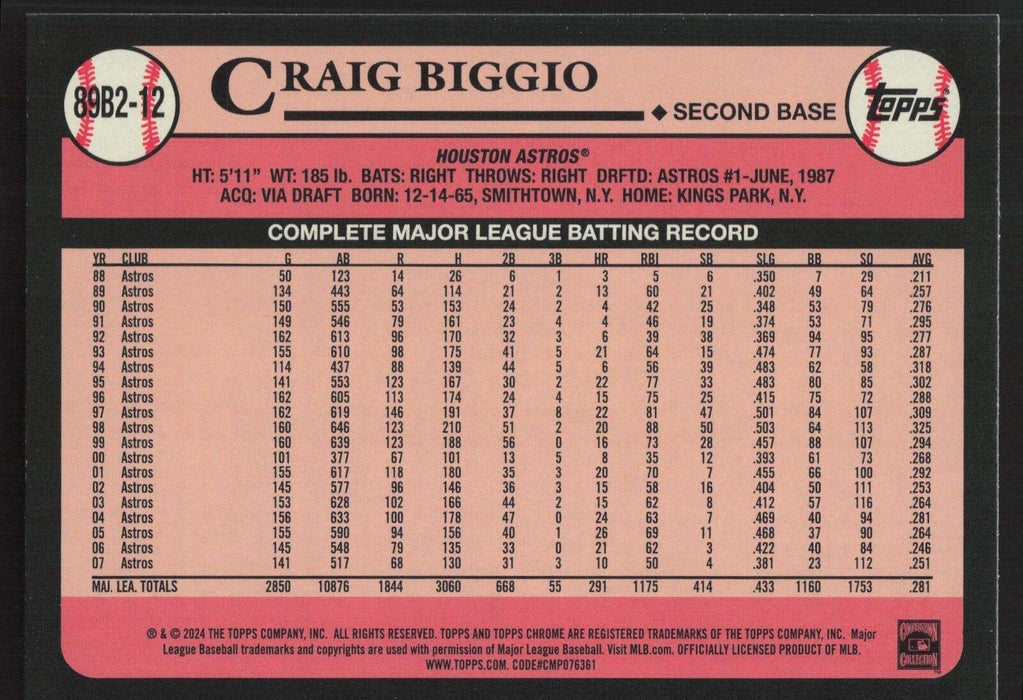 89B2-12
CRAIG BIGGIO
◆ SECOND BASE
Topps®
HOUSTON ASTROS®
HT: 5'11" WT: 185 lb. BATS: RIGHT THROWS: RIGHT DRFTD: ASTROS #1-JUNE, 1987
ACQ: VIA DRAFT BORN: 12-14-65, SMITHTOWN, N.Y. HOME: KINGS PARK, N.Y.
COMPLETE MAJOR LEAGUE BATTING RECORD
YR CLUB G AB R H 2B 3B HR RBI SB SLG BB SO AVG
88 Astros 50 123 14 26 6 1 3 5 6 .350 7 29 .211
89 Astros 134 443 64 114 21 2 13 60 21 .402 49 64 .257
90 Astros 150 555 53 153 24 2 4 42 25 .348 53 79 .276
91 Astros 149 546 79 161 23 4 4 46 19 .374 53 71 .295
92 Astros 162 613 96 170 32 3 6 39 38 .369 94 95 .277
93 Astros 155 610 98 175 41 5 21 64 15 .474 77 93 .287
94 Astros 114 437 88 139 44 5 6 56 39 .483 62 58 .318
95 Astros 141 553 123 167 30 2 22 77 33 .483 80 85 .302
96 Astros 162 605 113 174 24 4 15 75 25 .415 75 72 .288
97 Astros 162 619 146 191 37 8 22 81 47 .501 84 107 .309
98 Astros 160 646 123 210 51 2 20 88 50 .503 64 113 .325
99 Astros 160 639 123 188 56 0 16 73 28 .457 88 107 .294
00 Astros 101 377 67 101 13 5 8 35 12 .393 61 73 .268
01 Astros 155 617 118 180 35 3 20 70 7 .455 66 100 .292
02 Astros 145 577 96 146 36 3 15 58 16 .404 50 111 .253
03 Astros 153 628 102 166 44 2 15 62 8 .412 57 116 .264
04 Astros 156 633 100 178 47 0 24 63 7 .469 40 94 .281
05 Astros 155 590 94 156 40 1 26 69 11 .468 37 90 .264
06 Astros 145 548 79 135 33 0 21 62 3 .422 40 84 .246
07 Astros 141 517 68 130 31 3 10 50 4 .381 23 112 .251
MAJ. LEA. TOTALS 2850 10876 1844 3060 668 55 291 1175 414 .433 1160 1753 .281
® & © 2024 THE TOPPS COMPANY, INC. ALL RIGHTS RESERVED. TOPPS AND TOPPS CHROME ARE REGISTERED TRADEMARKS OF THE TOPPS COMPANY, INC. Major
League Baseball trademarks and copyrights are used with permission of Major League Baseball. Visit MLB.com. OFFICIALLY LICENSED PRODUCT OF MLB.
WWW.TOPPS.COM. CODE#CMP076361
COOPERSTOWN
COLLECTION